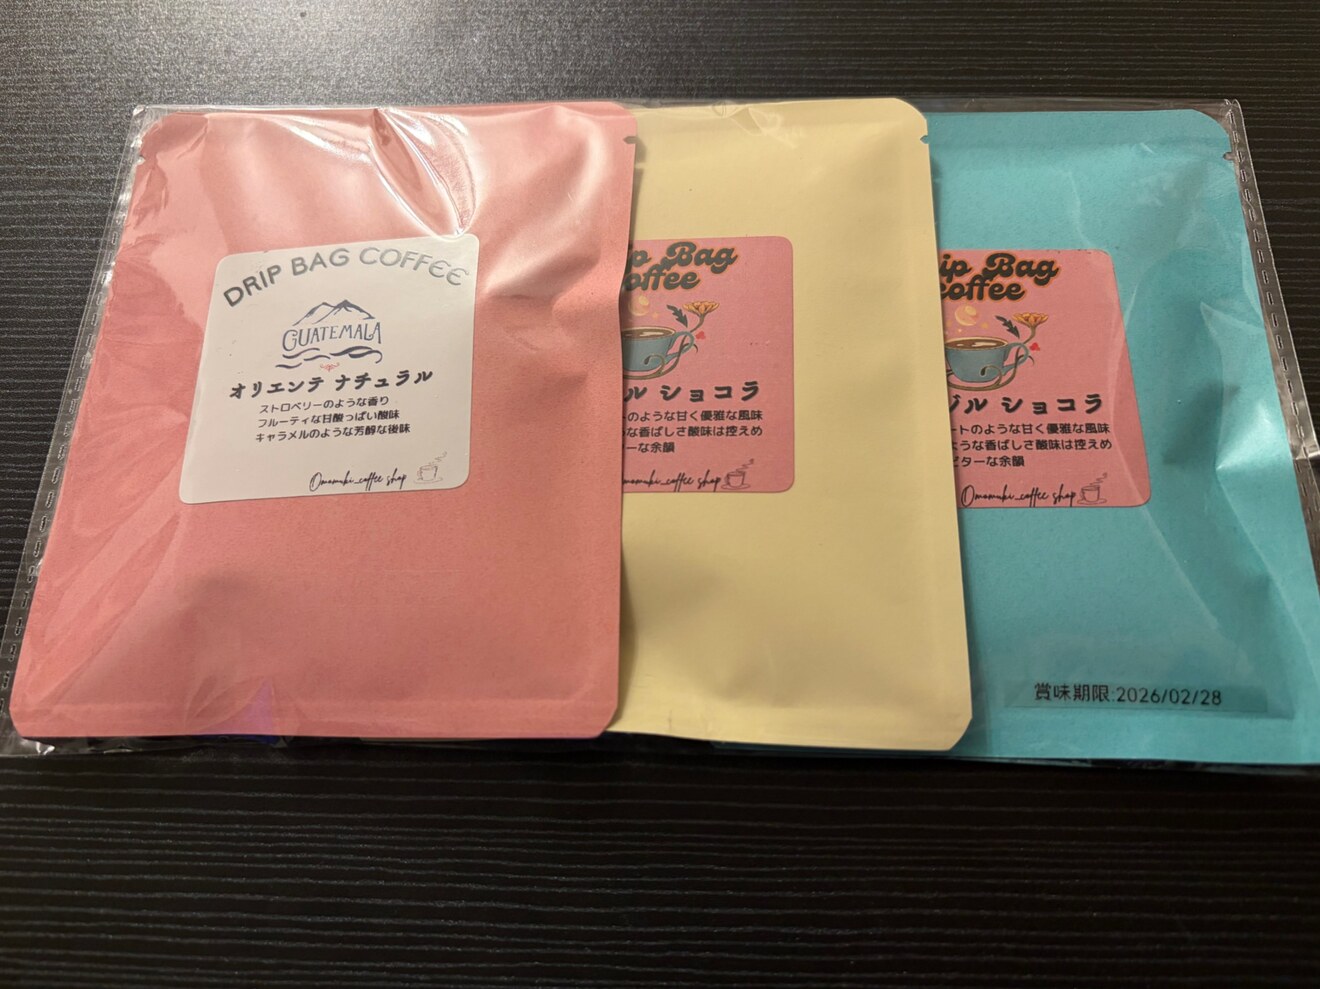 DRIP BAG COFFEE
GUATEMALA
オリエンテ ナチュラル
ストロベリーのような香り
フルーティな甘酸っぱい酸味
キャラメルのような芳醇な後味
Omomuki_coffee shop
ip Bag
offee
ル ショコラ
トのような甘く優雅な風味
な香ばしさ酸味は控えめ
ーな余韻
momuki_coffee shop
ip Bag
coffee
ジル ショコラ
ートのような甘く優雅な風味
ような香ばしさ酸味は控えめ
ビターな余韻
Omomuki_coffee shop
賞味期限:2026/02/28